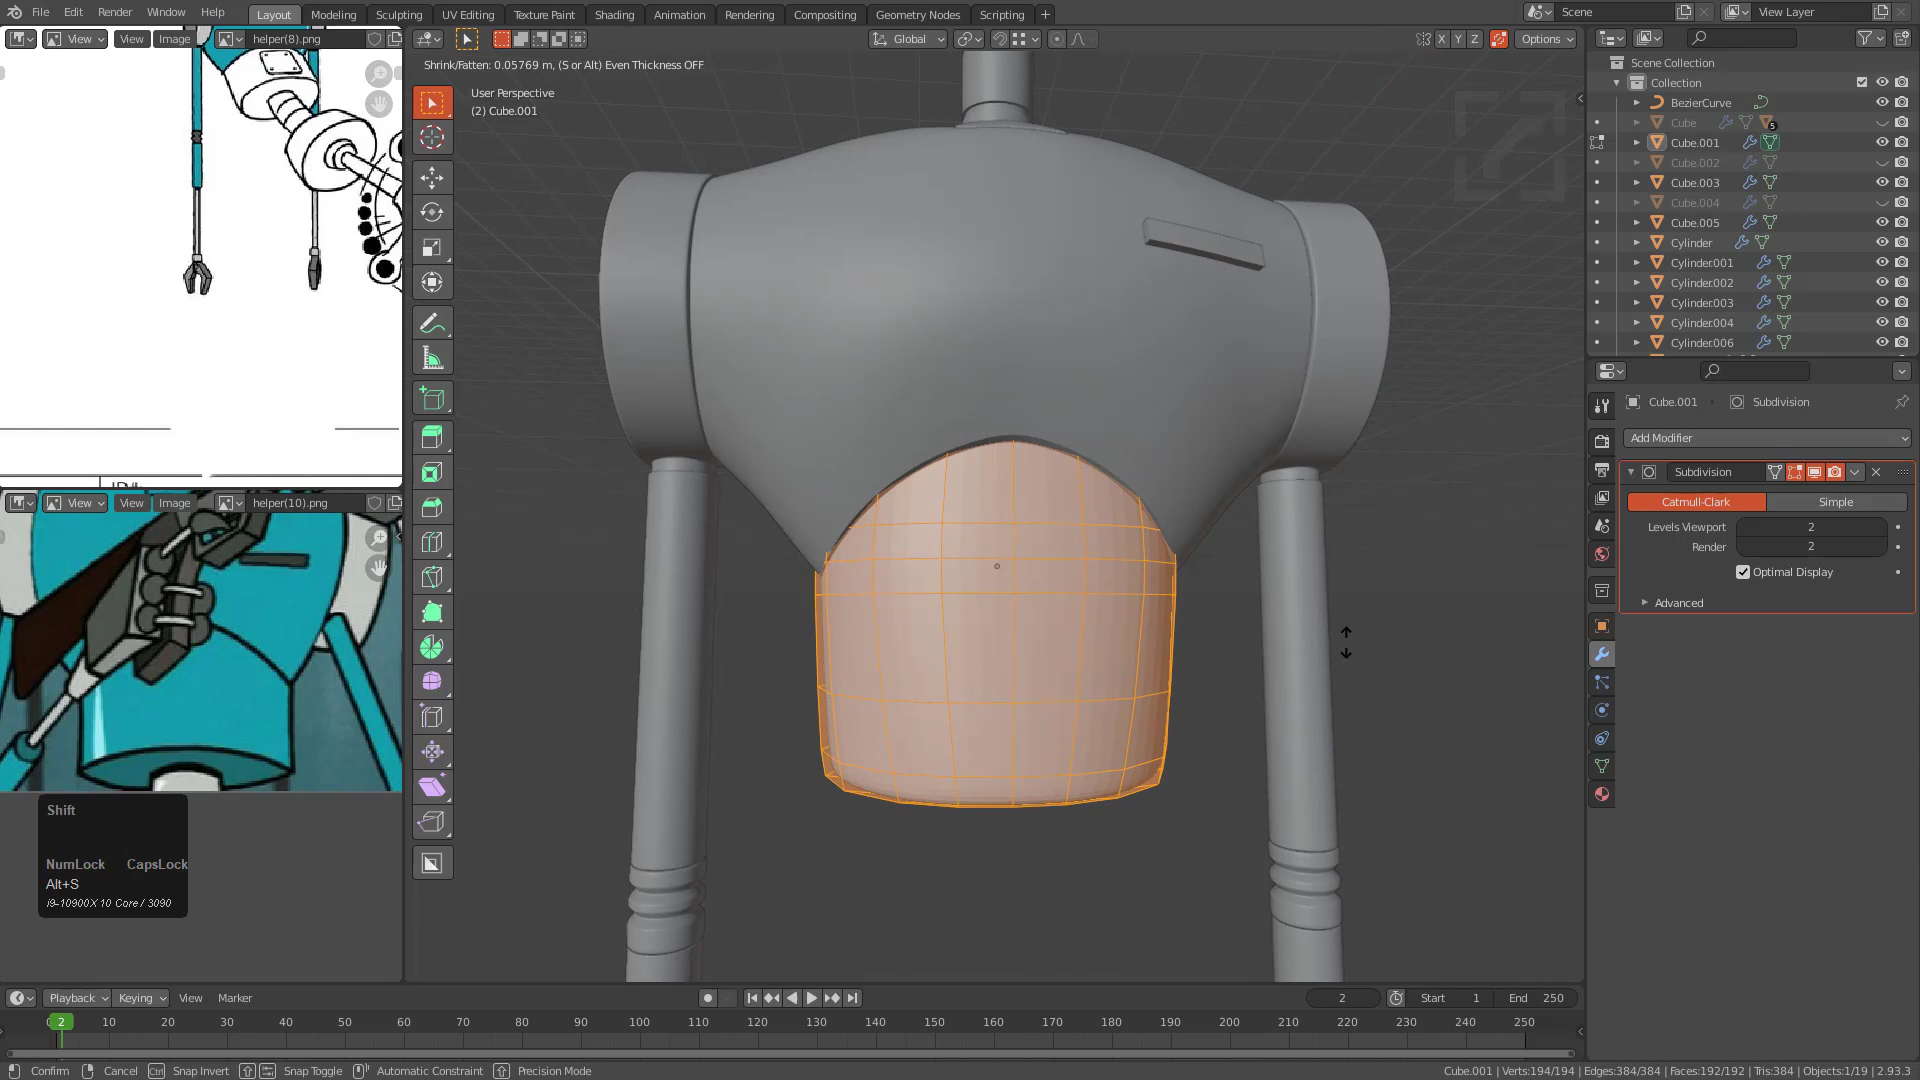 File Edit Render Window Help
Layout Modeling Sculpting UV Editing Texture Paint Shading Animation Rendering Compositing Geometry Nodes Scripting +
Scene View Layer
View View Image helper(8).png
Global X Y Z Options
Shrink/Fatten: 0.05769 m, (S or Alt) Even Thickness OFF
User Perspective
(2) Cube.001
Scene Collection
Collection
BezierCurve
Cube 5
Cube.001
Cube.002
Cube.003
Cube.004
Cube.005
Cylinder
Cylinder.001
Cylinder.002
Cylinder.003
Cylinder.004
Cylinder.006
Cube.001 Subdivision
Add Modifier
Subdivision
Catmull-Clark Simple
Levels Viewport 2
Render 2
Optimal Display
Advanced
View View Image helper(10).png
Shift
NumLock CapsLock
Alt+S
i9-10900X 10 Core / 3090
Playback Keying View Marker
2 Start 1 End 250
2 10 20 30 40 50 60 70 80 90 100 110 120 130 140 150 160 170 180 190 200 210 220 230 240 250
Confirm Cancel Ctrl Snap Invert Snap Toggle Automatic Constraint Precision Mode
Cube.001 | Verts:194/194 | Edges:384/384 | Faces:192/192 | Tris:384 | Objects:1/19 | 2.93.3